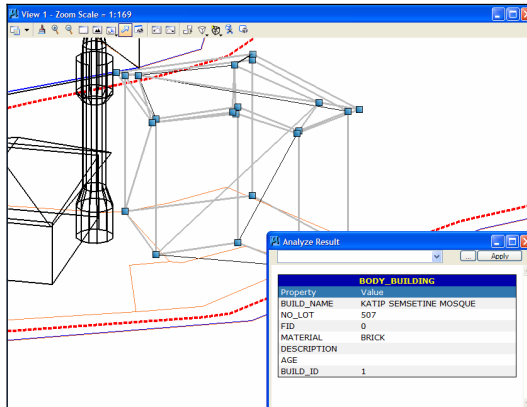 View 1 - Zoom Scale - 1:169
Analyze Result
... Apply
BODY_BUILDING
Property Value
BUILD_NAME KATIP SEMSETINE MOSQUE
NO_LOT 507
FID 0
MATERIAL BRICK
DESCRIPTION
AGE
BUILD_ID 1